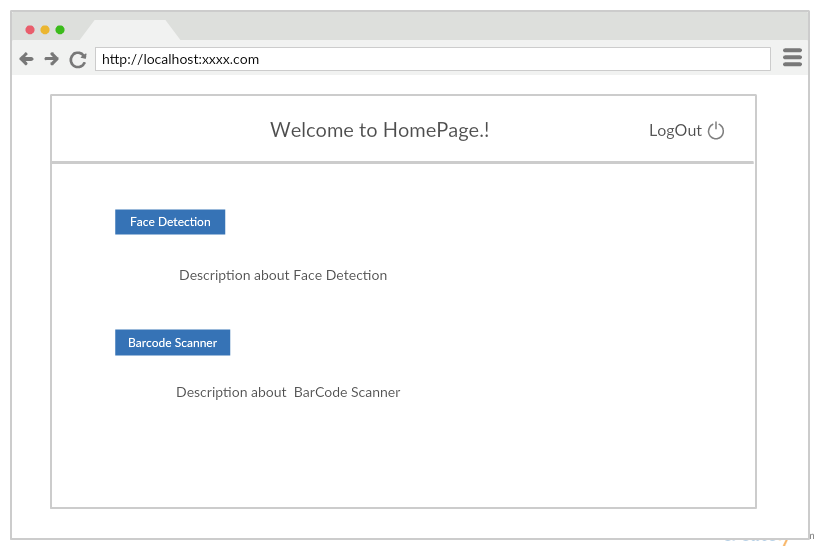 http://localhost:xxxx.com
Welcome to HomePage.!
LogOut
Face Detection
Description about Face Detection
Barcode Scanner
Description about  BarCode Scanner